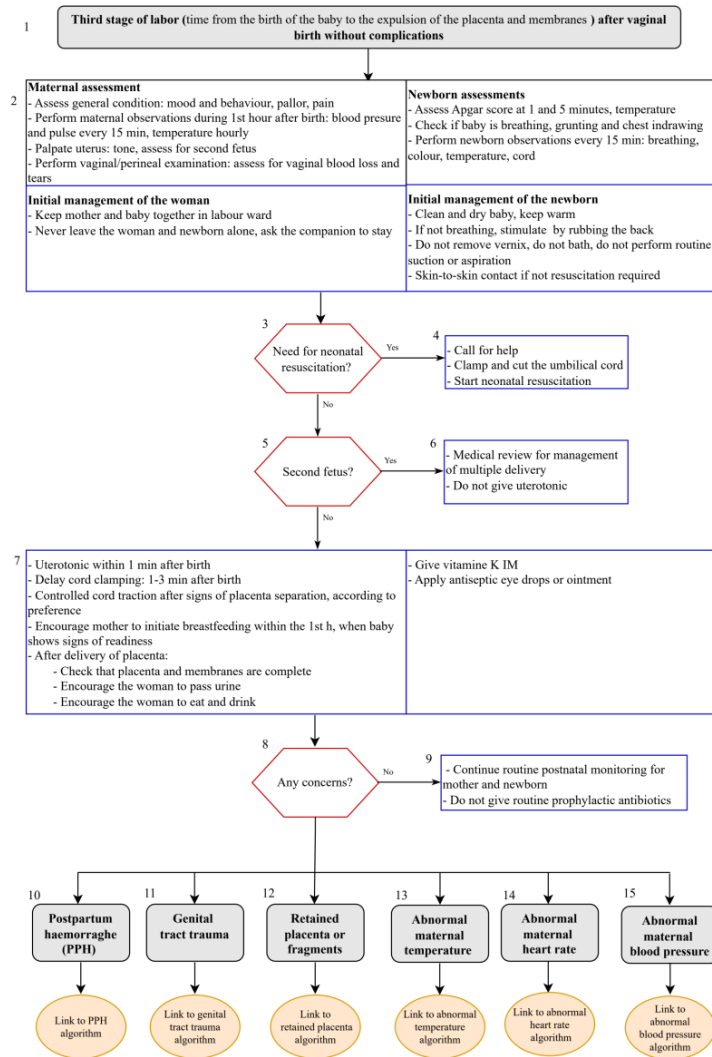 1
Third stage of labor (time from the birth of the baby to the expulsion of the placenta and membranes ) after vaginal
birth without complications
2
Maternal assessment
- Assess general condition: mood and behaviour, pallor, pain
- Perform maternal observations during 1st hour after birth: blood presure
and pulse every 15 min, temperature hourly
- Palpate uterus: tone, assess for second fetus
- Perform vaginal/perineal examination: assess for vaginal blood loss and
tears
Newborn assessments
- Assess Apgar score at 1 and 5 minutes, temperature
- Check if baby is breathing, grunting and chest indrawing
- Perform newborn observations every 15 min: breathing,
colour, temperature, cord
Initial management of the woman
- Keep mother and baby together in labour ward
- Never leave the woman and newborn alone, ask the companion to stay
Initial management of the newborn
- Clean and dry baby, keep warm
- If not breathing, stimulate by rubbing the back
- Do not remove vernix, do not bath, do not perform routine
suction or aspiration
- Skin-to-skin contact if not resuscitation required
3
Need for neonatal
resuscitation?
Yes
4
- Call for help
- Clamp and cut the umbilical cord
- Start neonatal resuscitation
No
5
Second fetus?
Yes
6
- Medical review for management
of multiple delivery
- Do not give uterotonic
No
7
- Uterotonic within 1 min after birth
- Delay cord clamping: 1-3 min after birth
- Controlled cord traction after signs of placenta separation, according to
preference
- Encourage mother to initiate breastfeeding within the 1st h, when baby
shows signs of readiness
- After delivery of placenta:
- Check that placenta and membranes are complete
- Encourage the woman to pass urine
- Encourage the woman to eat and drink
- Give vitamine K IM
- Apply antiseptic eye drops or ointment
8
Any concerns?
No
9
- Continue routine postnatal monitoring for
mother and newborn
- Do not give routine prophylactic antibiotics
10
Postpartum
haemorraghe
(PPH)
11
Genital
tract trauma
12
Retained
placenta or
fragments
13
Abnormal
maternal
temperature
14
Abnormal
maternal
heart rate
15
Abnormal
maternal
blood pressure
Link to PPH
algorithm
Link to genital
tract trauma
algorithm
Link to
retained placenta
algorithm
Link to abnormal
temperature algorithm
Link to abnormal
heart rate algorithm
Link to
abnormal
blood pressure
algorithm